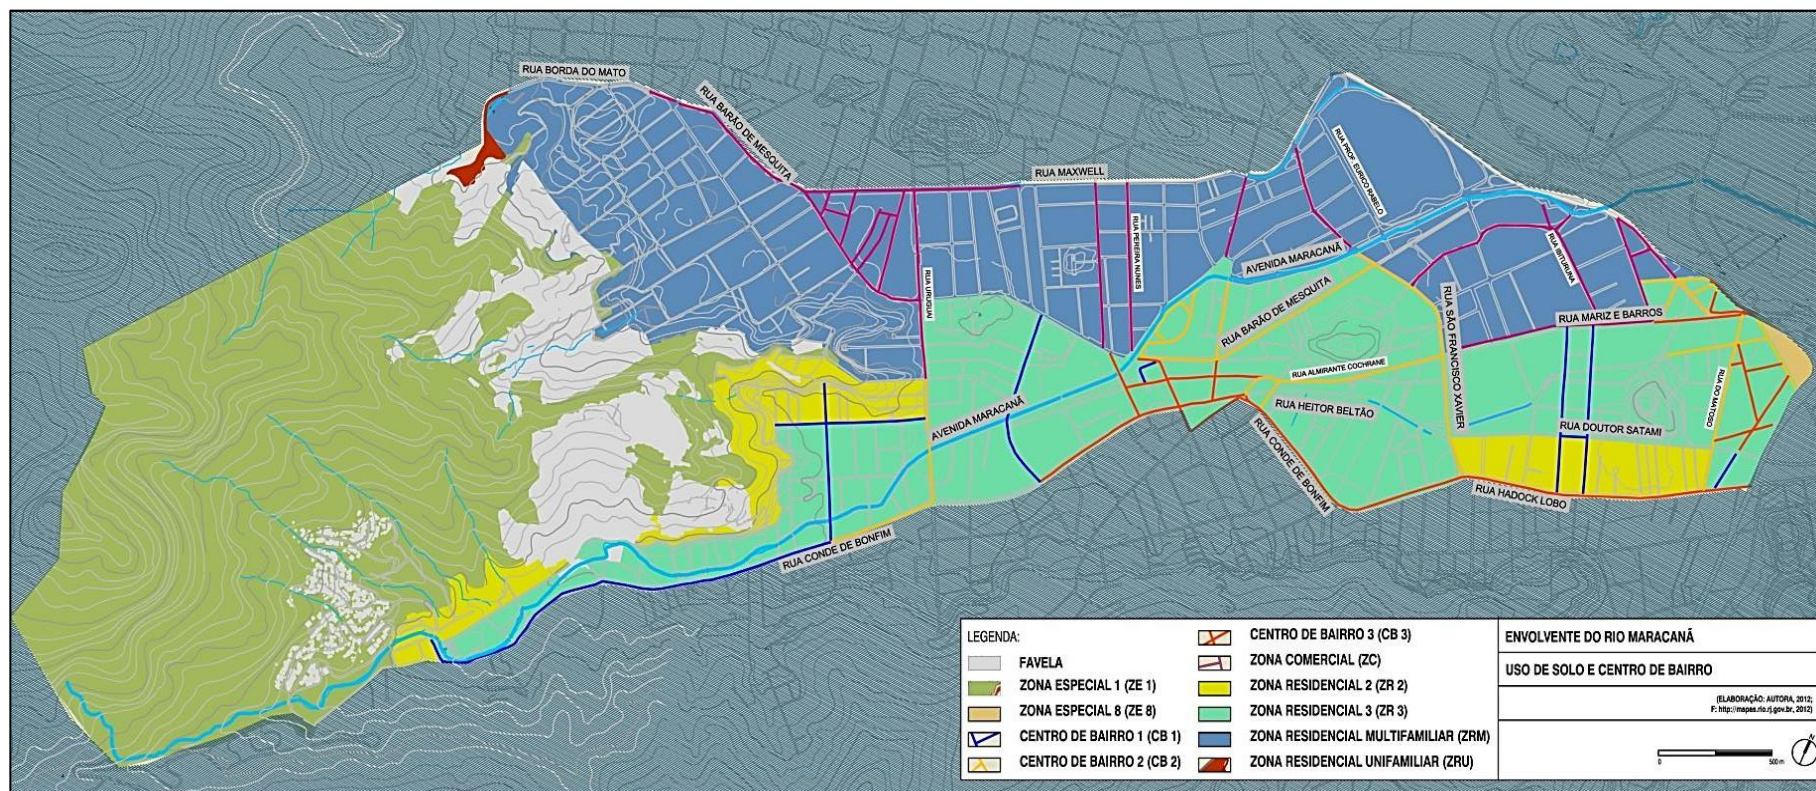 RUA BORDA DO MATO
RUA BARÃO DE MESQUITA
RUA MAXWELL
RUA PROF. EURICO RABELO
RUA PEREIRA NUNES
AVENIDA MARACANÃ
RUA IBITURUNA
RUA URUGUAI
RUA BARÃO DE MESQUITA
RUA SÃO FRANCISCO XAVIER
RUA MARIZ E BARROS
RUA ALMIRANTE COCHRANE
RUA DO MATOSO
AVENIDA MARACANÃ
RUA HEITOR BELTÃO
RUA DOUTOR SATAMI
RUA CONDE DE BONFIM
RUA HADOCK LOBO
RUA CONDE DE BONFIM
LEGENDA:
FAVELA
ZONA ESPECIAL 1 (ZE 1)
ZONA ESPECIAL 8 (ZE 8)
CENTRO DE BAIRRO 1 (CB 1)
CENTRO DE BAIRRO 2 (CB 2)
CENTRO DE BAIRRO 3 (CB 3)
ZONA COMERCIAL (ZC)
ZONA RESIDENCIAL 2 (ZR 2)
ZONA RESIDENCIAL 3 (ZR 3)
ZONA RESIDENCIAL MULTIFAMILIAR (ZRM)
ZONA RESIDENCIAL UNIFAMILIAR (ZRU)
ENVOLVENTE DO RIO MARACANÃ
USO DE SOLO E CENTRO DE BAIRRO
(ELABORAÇÃO: AUTORA, 2012;
F: http://mapas.rio.rj.gov.br, 2012)
0 500 m
N